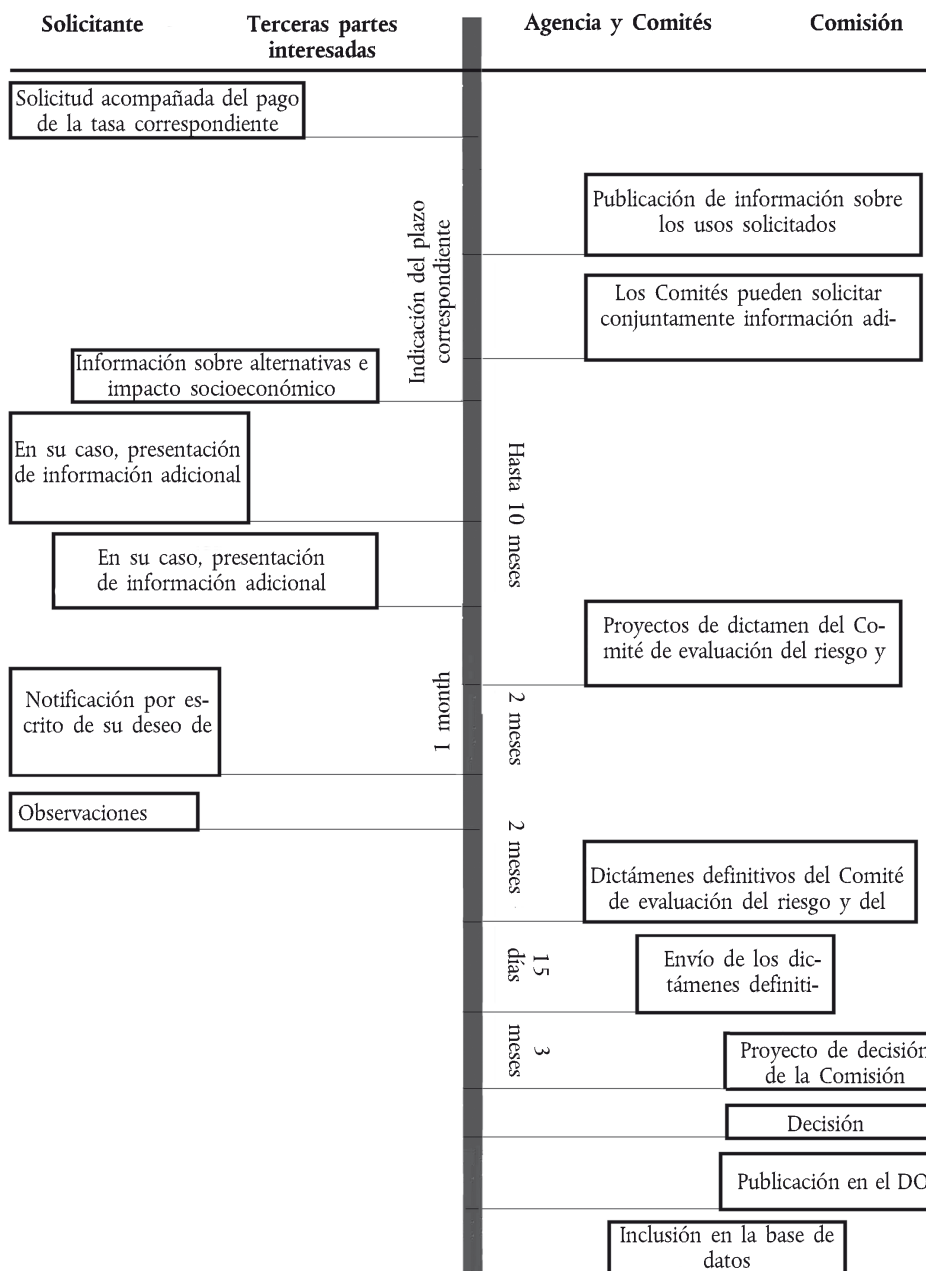 Solicitante
Terceras partes
interesadas
Agencia y Comités
Comisión
Solicitud acompañada del pago
de la tasa correspondiente
Publicación de información sobre
los usos solicitados
Indicación del plazo
correspondiente
Los Comités pueden solicitar
conjuntamente información adi-
Información sobre alternativas e
impacto socioeconómico
En su caso, presentación
de información adicional
Hasta 10 meses
En su caso, presentación
de información adicional
Proyectos de dictamen del Co-
mité de evaluación del riesgo y
Notificación por es-
crito de su deseo de
1 month
2 meses
Observaciones
2 meses
Dictámenes definitivos del Comité
de evaluación del riesgo y del
15
días
Envío de los dic-
támenes definiti-
3
meses
Proyecto de decisión
de la Comisión
Decisión
Publicación en el DO
Inclusión en la base de
datos